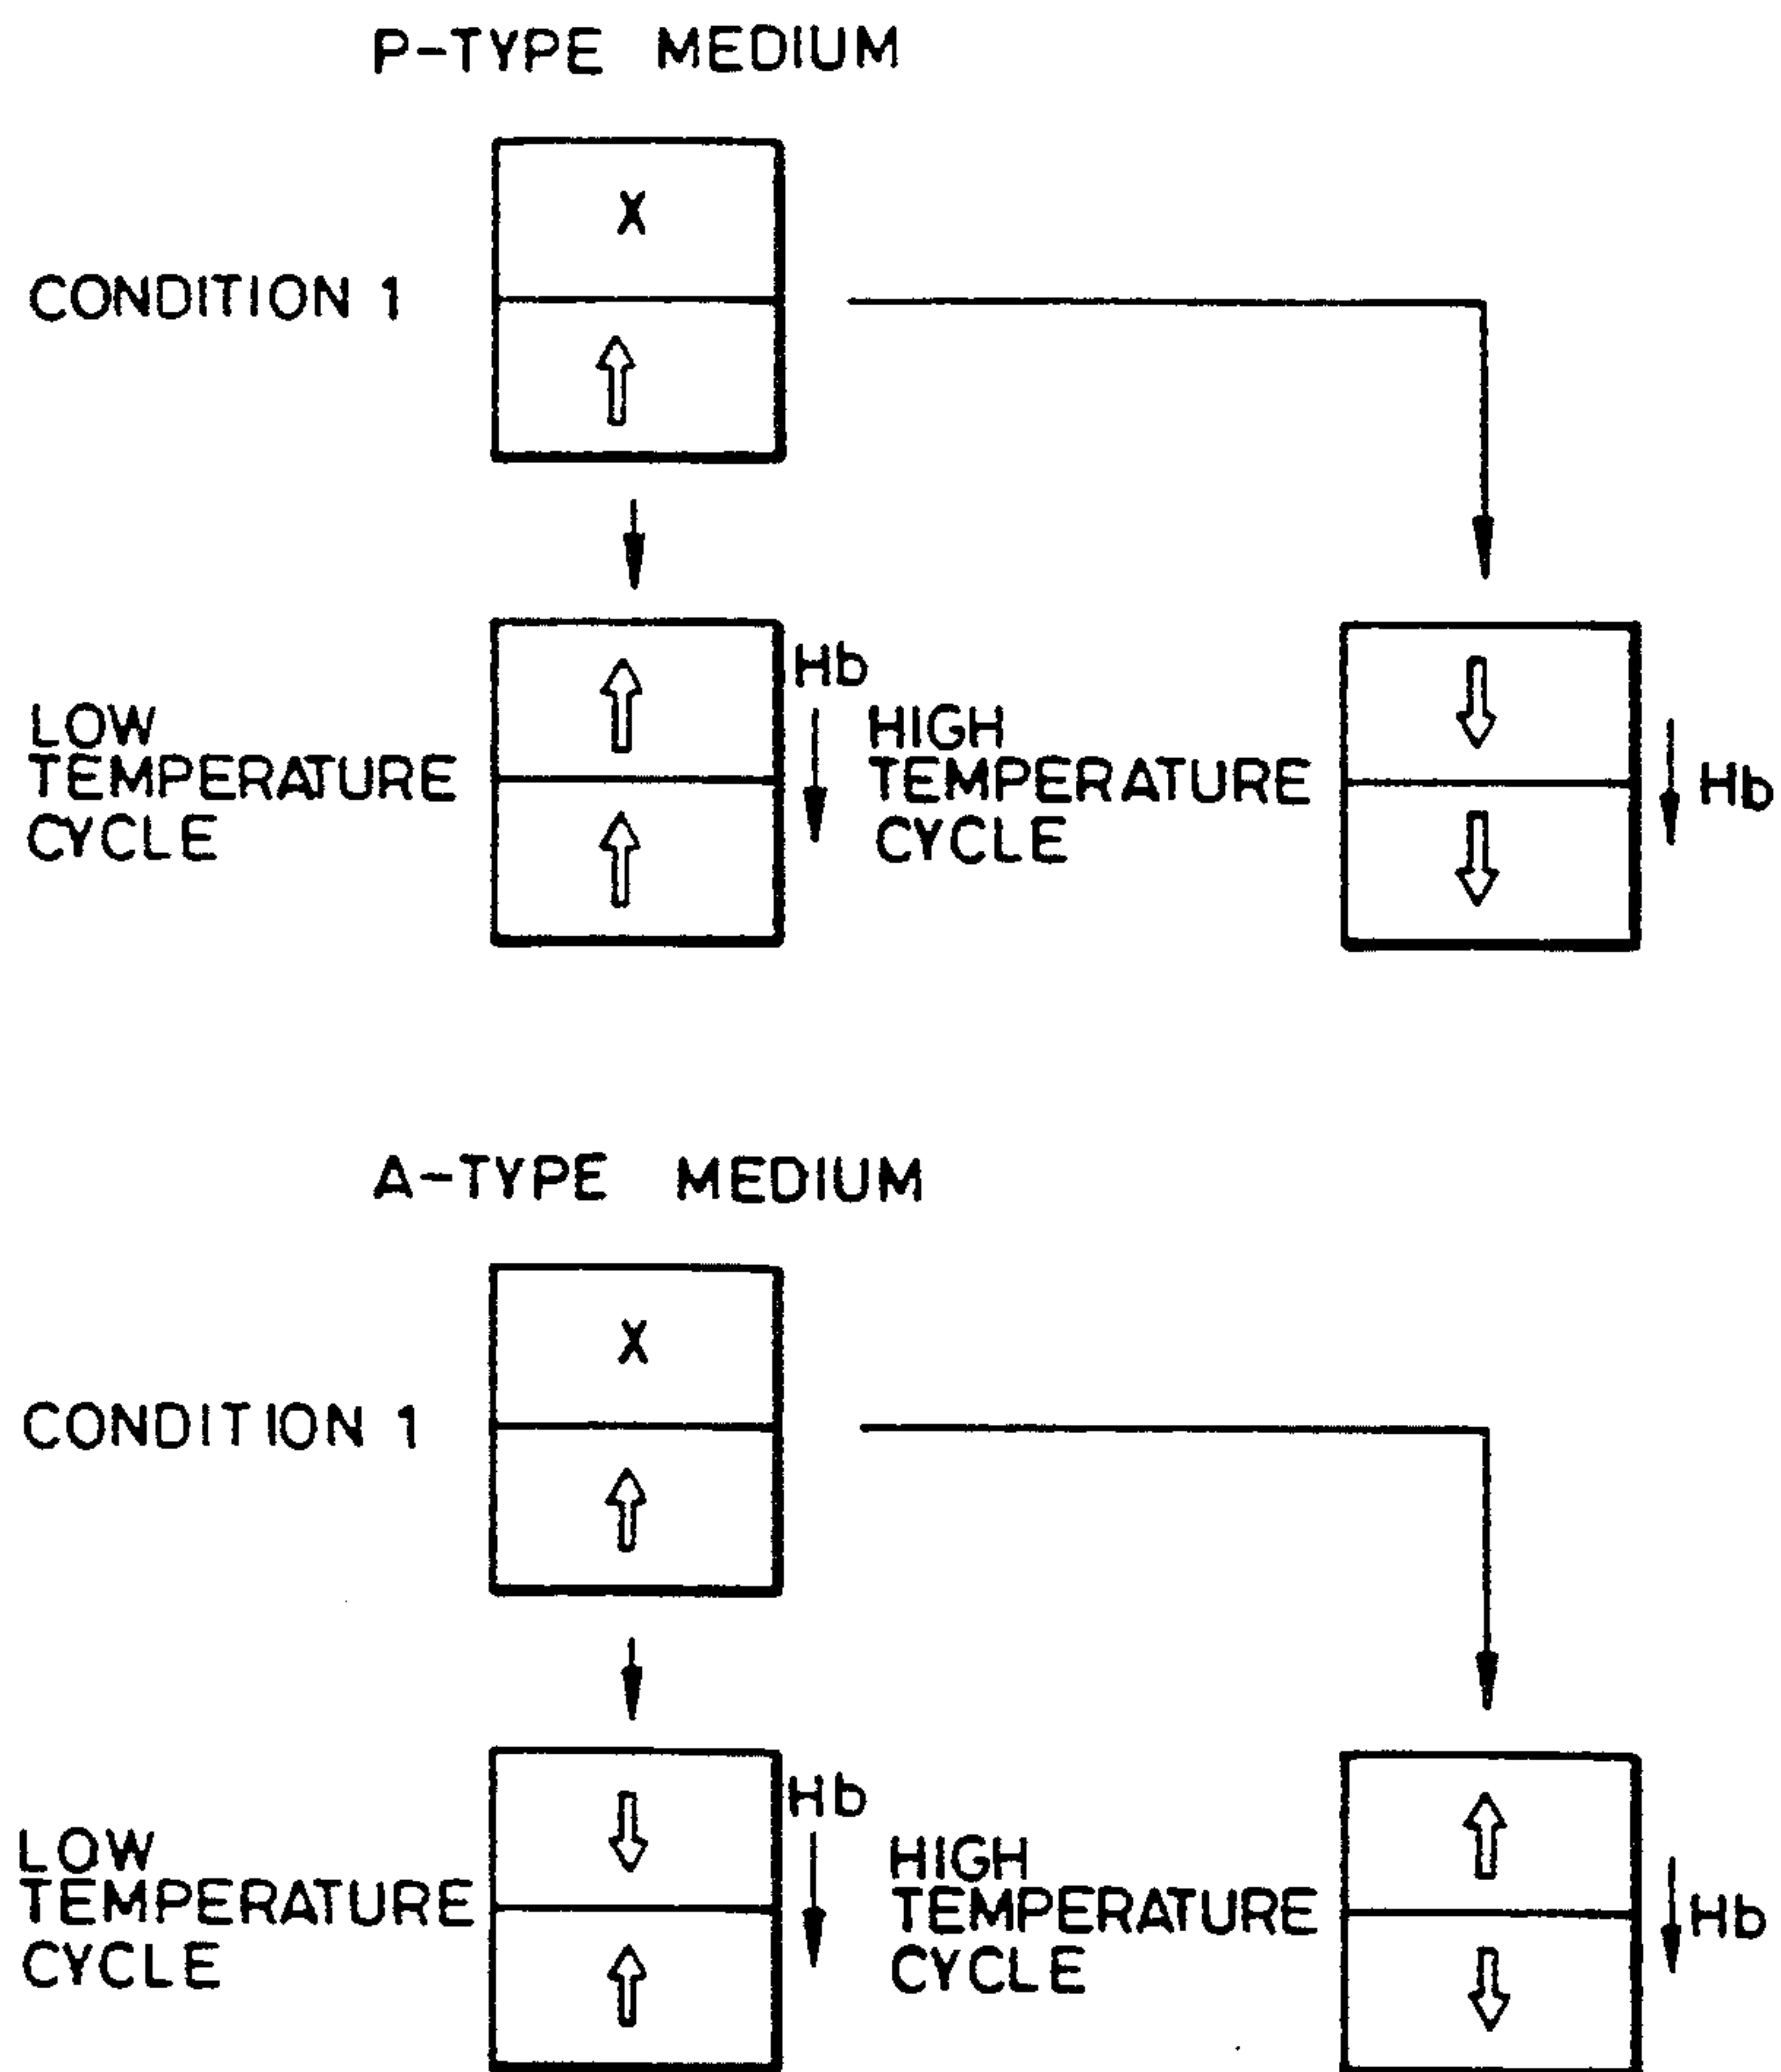 P-TYPE MEDIUM
X
CONDITION 1
Hb
LOW
TEMPERATURE
CYCLE
HIGH
TEMPERATURE
CYCLE
Hb
A-TYPE MEDIUM
X
CONDITION 1
Hb
LOW
TEMPERATURE
CYCLE
HIGH
TEMPERATURE
CYCLE
Hb